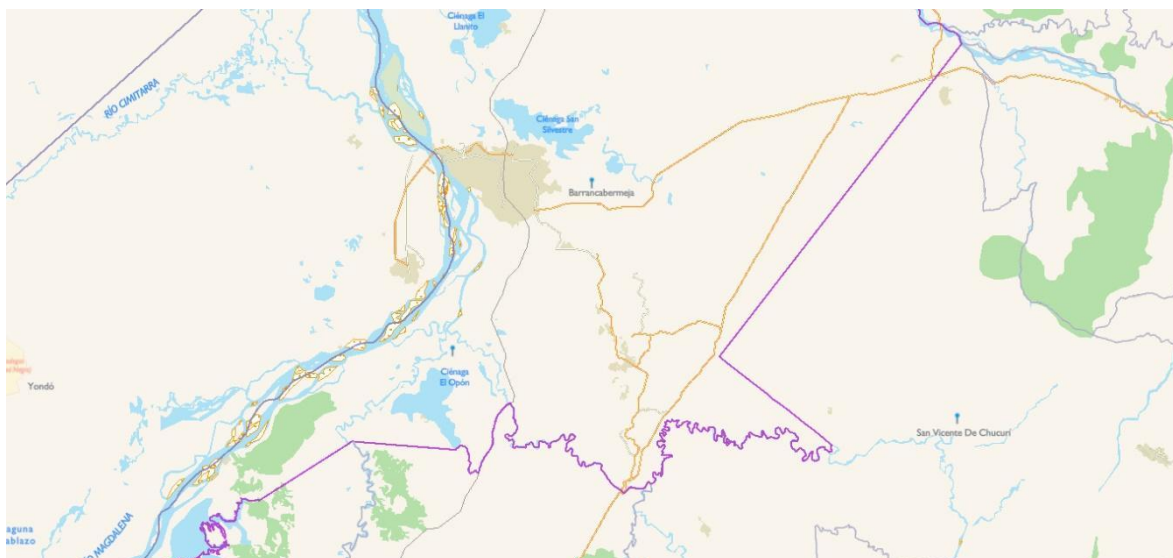 Ciénaga El
Llanito
RÍO CIMITARRA
Ciénaga San
Silvestre
Barrancabermeja
Ciénaga
El Opón
Yondó
San Vicente De Chucurí
MAGDALENA
aguna
ablazo